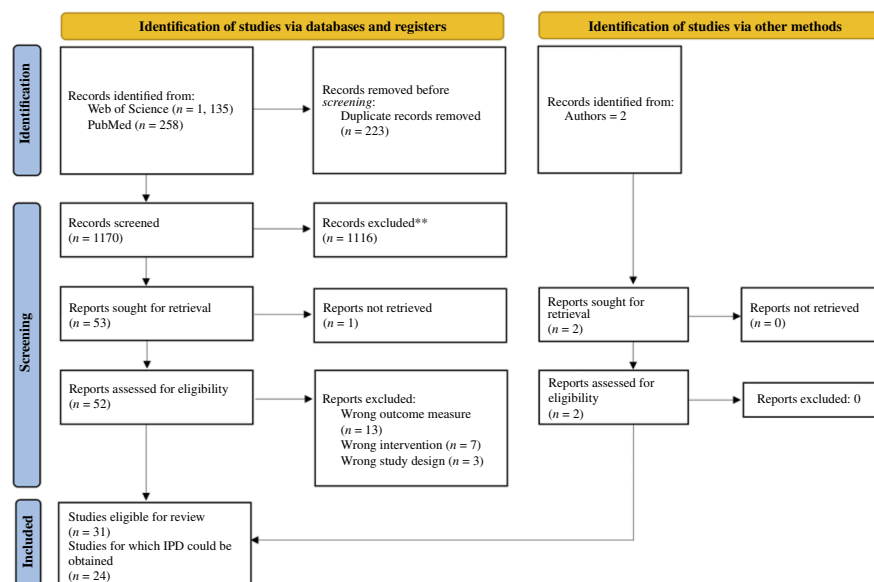 Identification of studies via databases and registers
Identification of studies via other methods
Identification
Records identified from:
Web of Science (n = 1, 135)
PubMed (n = 258)
Records removed before
screening:
Duplicate records removed
(n = 223)
Records identified from:
Authors = 2
Screening
Records screened
(n = 1170)
Records excluded**
(n = 1116)
Reports sought for retrieval
(n = 53)
Reports not retrieved
(n = 1)
Reports sought for
retrieval
(n = 2)
Reports not retrieved
(n = 0)
Reports assessed for eligibility
(n = 52)
Reports excluded:
Wrong outcome measure
(n = 13)
Wrong intervention (n = 7)
Wrong study design (n = 3)
Reports assessed for
eligibility
(n = 2)
Reports excluded: 0
Included
Studies eligible for review
(n = 31)
Studies for which IPD could be
obtained
(n = 24)